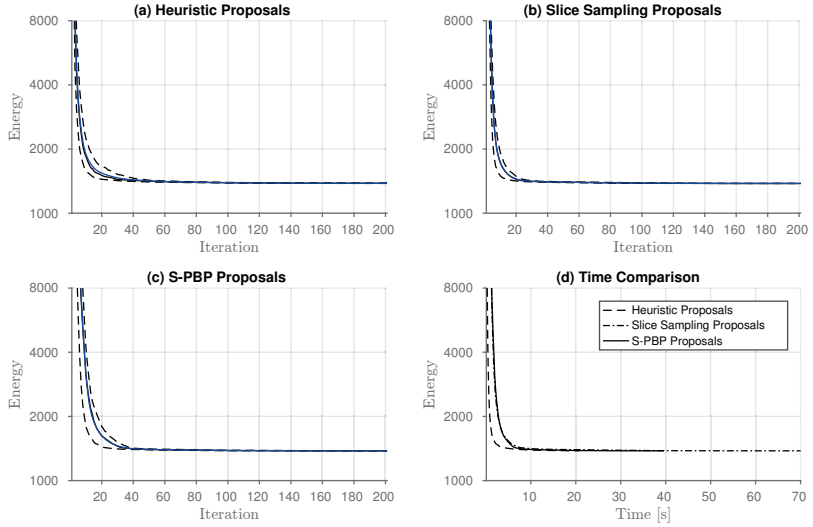 (a) Heuristic Proposals
8000
4000
2000
1000
Energy
20 40 60 80 100 120 140 160 180 200
Iteration
(b) Slice Sampling Proposals
8000
4000
2000
1000
Energy
20 40 60 80 100 120 140 160 180 200
Iteration
(c) S-PBP Proposals
8000
4000
2000
1000
Energy
20 40 60 80 100 120 140 160 180 200
Iteration
(d) Time Comparison
8000
4000
2000
1000
Energy
Heuristic Proposals
Slice Sampling Proposals
S-PBP Proposals
10 20 30 40 50 60 70
Time [s]